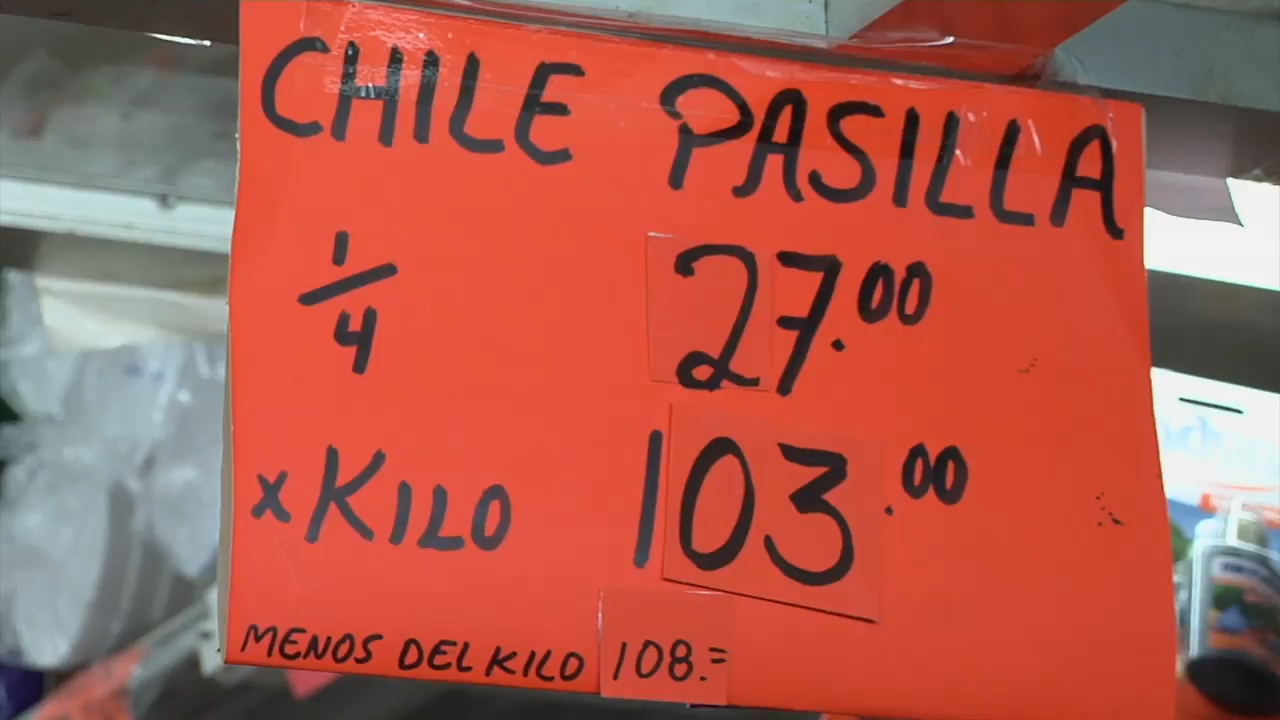 CHILE PASILLA
1/4 27.00
x KILO 103.00
MENOS DEL KILO 108.=